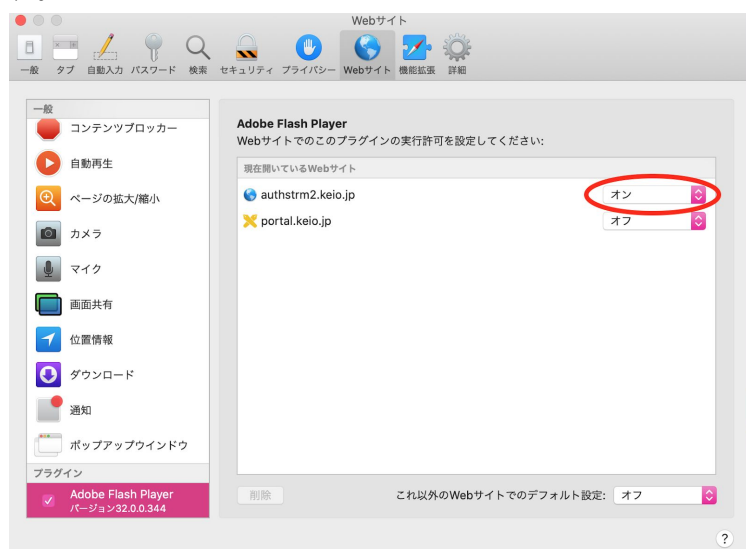 Webサイト
一般 タブ 自動入力 パスワード 検索 セキュリティ プライバシー Webサイト 機能拡張 詳細
一般
コンテンツブロッカー
自動再生
ページの拡大/縮小
カメラ
マイク
画面共有
位置情報
ダウンロード
通知
ポップアップウインドウ
プラグイン
Adobe Flash Player
バージョン32.0.0.344
Adobe Flash Player
Webサイトでのこのプラグインの実行許可を設定してください:
現在開いているWebサイト
authstrm2.keio.jp オン
portal.keio.jp オフ
削除 これ以外のWebサイトでのデフォルト設定: オフ
?